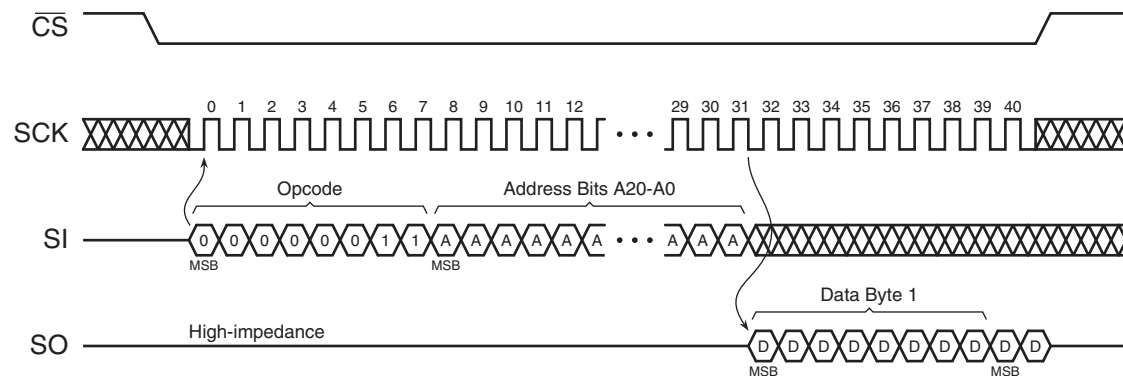 CS
SCK
0 1 2 3 4 5 6 7 8 9 10 11 12 29 30 31 32 33 34 35 36 37 38 39 40
Opcode Address Bits A20-A0
SI
0 0 0 0 0 0 1 1 A A A A A A • • • A A A
MSB MSB
Data Byte 1
High-impedance
SO
D D D D D D D D D D
MSB MSB